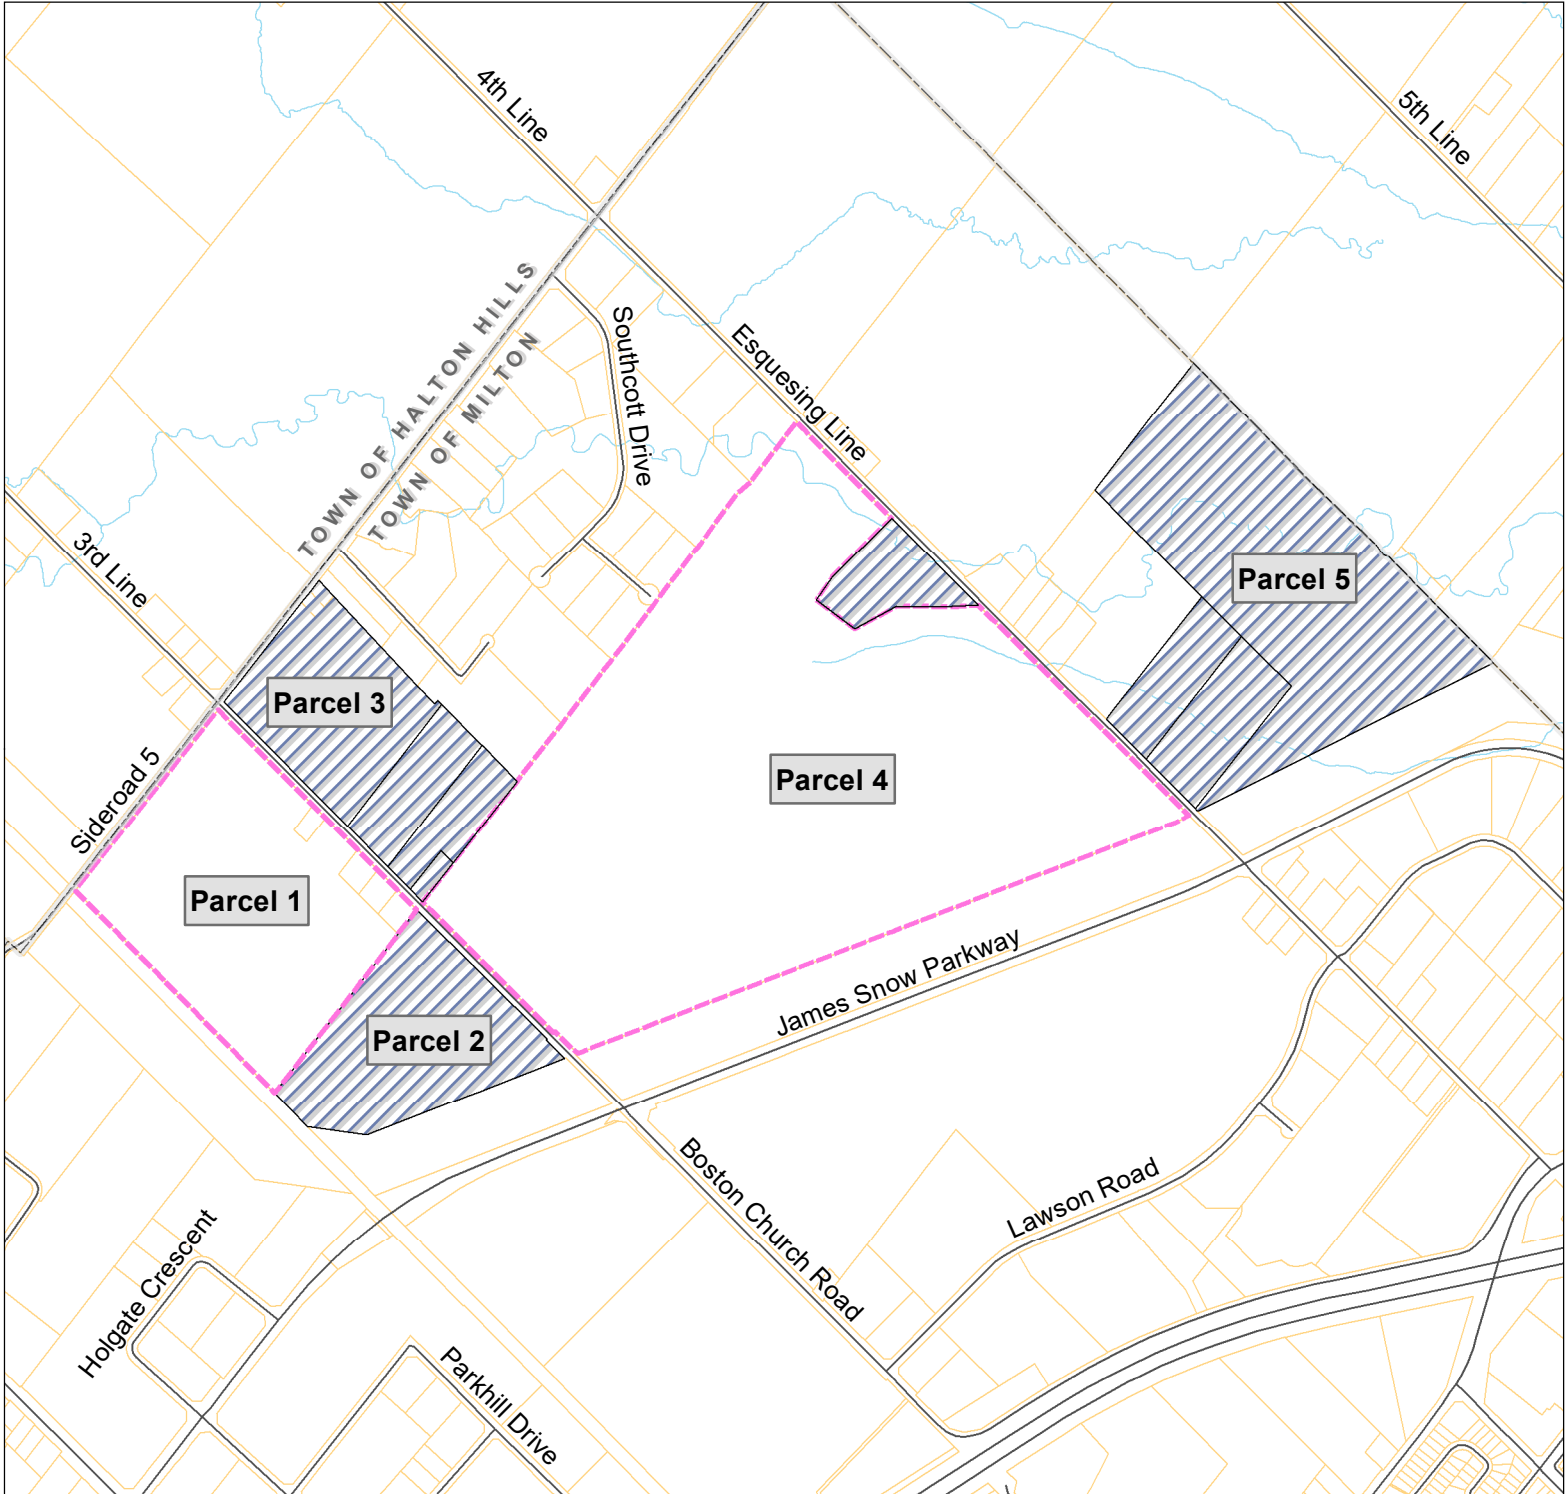 4th Line
5th Line
TOWN OF HALTON HILLS
TOWN OF MILTON
Southcott Drive
Esquesing Line
3rd Line
Parcel 5
Parcel 3
Parcel 4
Sideroad 5
Parcel 1
James Snow Parkway
Parcel 2
Boston Church Road
Lawson Road
Holgate Crescent
Parkhill Drive